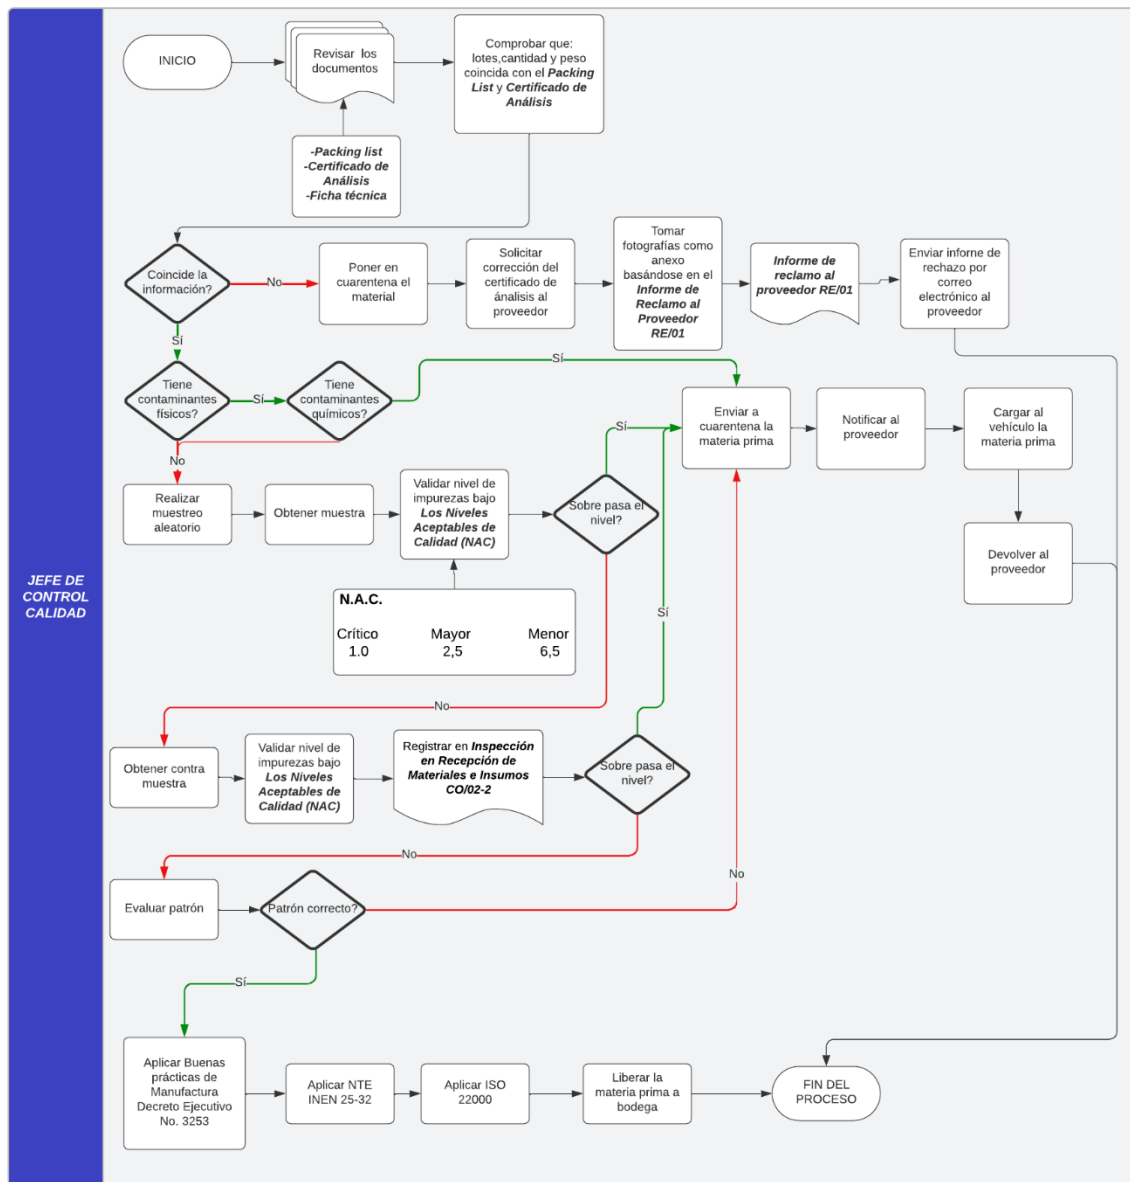 JEFE DE
CONTROL
CALIDAD
INICIO
Revisar los
documentos
Comprobar que:
lotes,cantidad y peso
coincida con el Packing
List y Certificado de
Análisis
-Packing list
-Certificado de
Análisis
-Ficha técnica
Coincide la
información?
No
Poner en
cuarentena el
material
Solicitar
corrección del
certificado de
ánalisis al
proveedor
Tomar
fotografías como
anexo
basándose en el
Informe de
Reclamo al
Proveedor
RE/01
Informe de
reclamo al
proveedor RE/01
Enviar informe de
rechazo por
correo
electrónico al
proveedor
Sí
Tiene
contaminantes
físicos?
Sí
Tiene
contaminantes
químicos?
Sí
Enviar a
cuarentena la
materia prima
Notificar al
proveedor
Cargar al
vehículo la
materia prima
Devolver al
proveedor
No
Realizar
muestreo
aleatorio
Obtener muestra
Validar nivel de
impurezas bajo
Los Niveles
Aceptables de
Calidad (NAC)
Sobre pasa el
nivel?
Sí
N.A.C.
Crítico Mayor Menor
1.0 2,5 6,5
Sí
No
Obtener contra
muestra
Validar nivel de
impurezas bajo
Los Niveles
Aceptables de
Calidad (NAC)
Registrar en Inspección
en Recepción de
Materiales e Insumos
CO/02-2
Sobre pasa el
nivel?
No
Evaluar patrón
Patrón correcto?
No
Sí
Aplicar Buenas
prácticas de
Manufactura
Decreto Ejecutivo
No. 3253
Aplicar NTE
INEN 25-32
Aplicar ISO
22000
Liberar la
materia prima a
bodega
FIN DEL
PROCESO